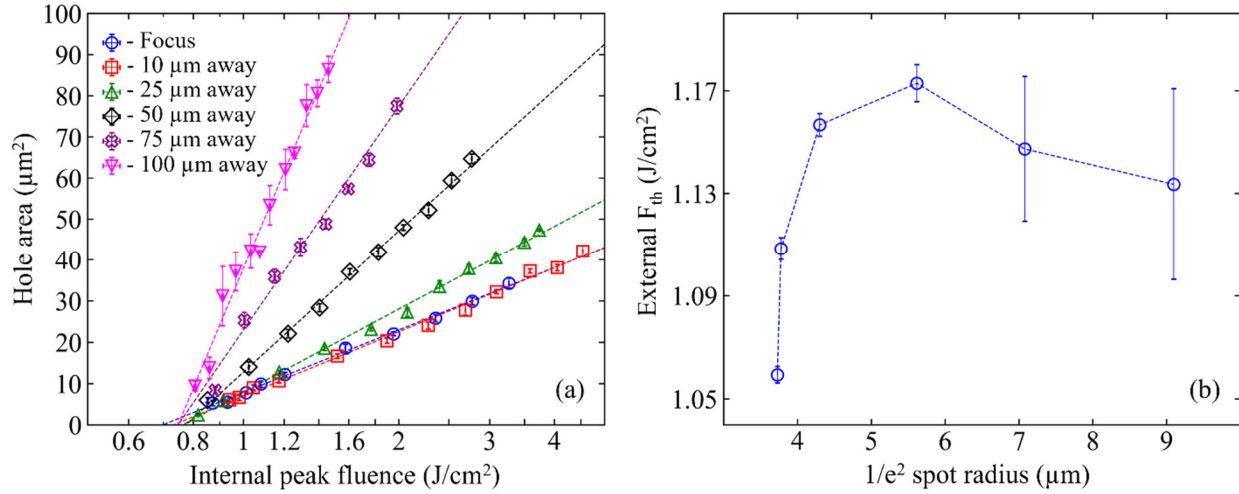 100
90
80
70
60
50
40
30
20
10
0
Hole area (µm²)
- Focus
- 10 µm away
- 25 µm away
- 50 µm away
- 75 µm away
- 100 µm away
(a)
0.6 0.8 1 1.2 1.6 2 3 4
Internal peak fluence (J/cm²)
1.17
1.13
1.09
1.05
External Fth (J/cm²)
(b)
4 5 6 7 8 9
1/e² spot radius (µm)